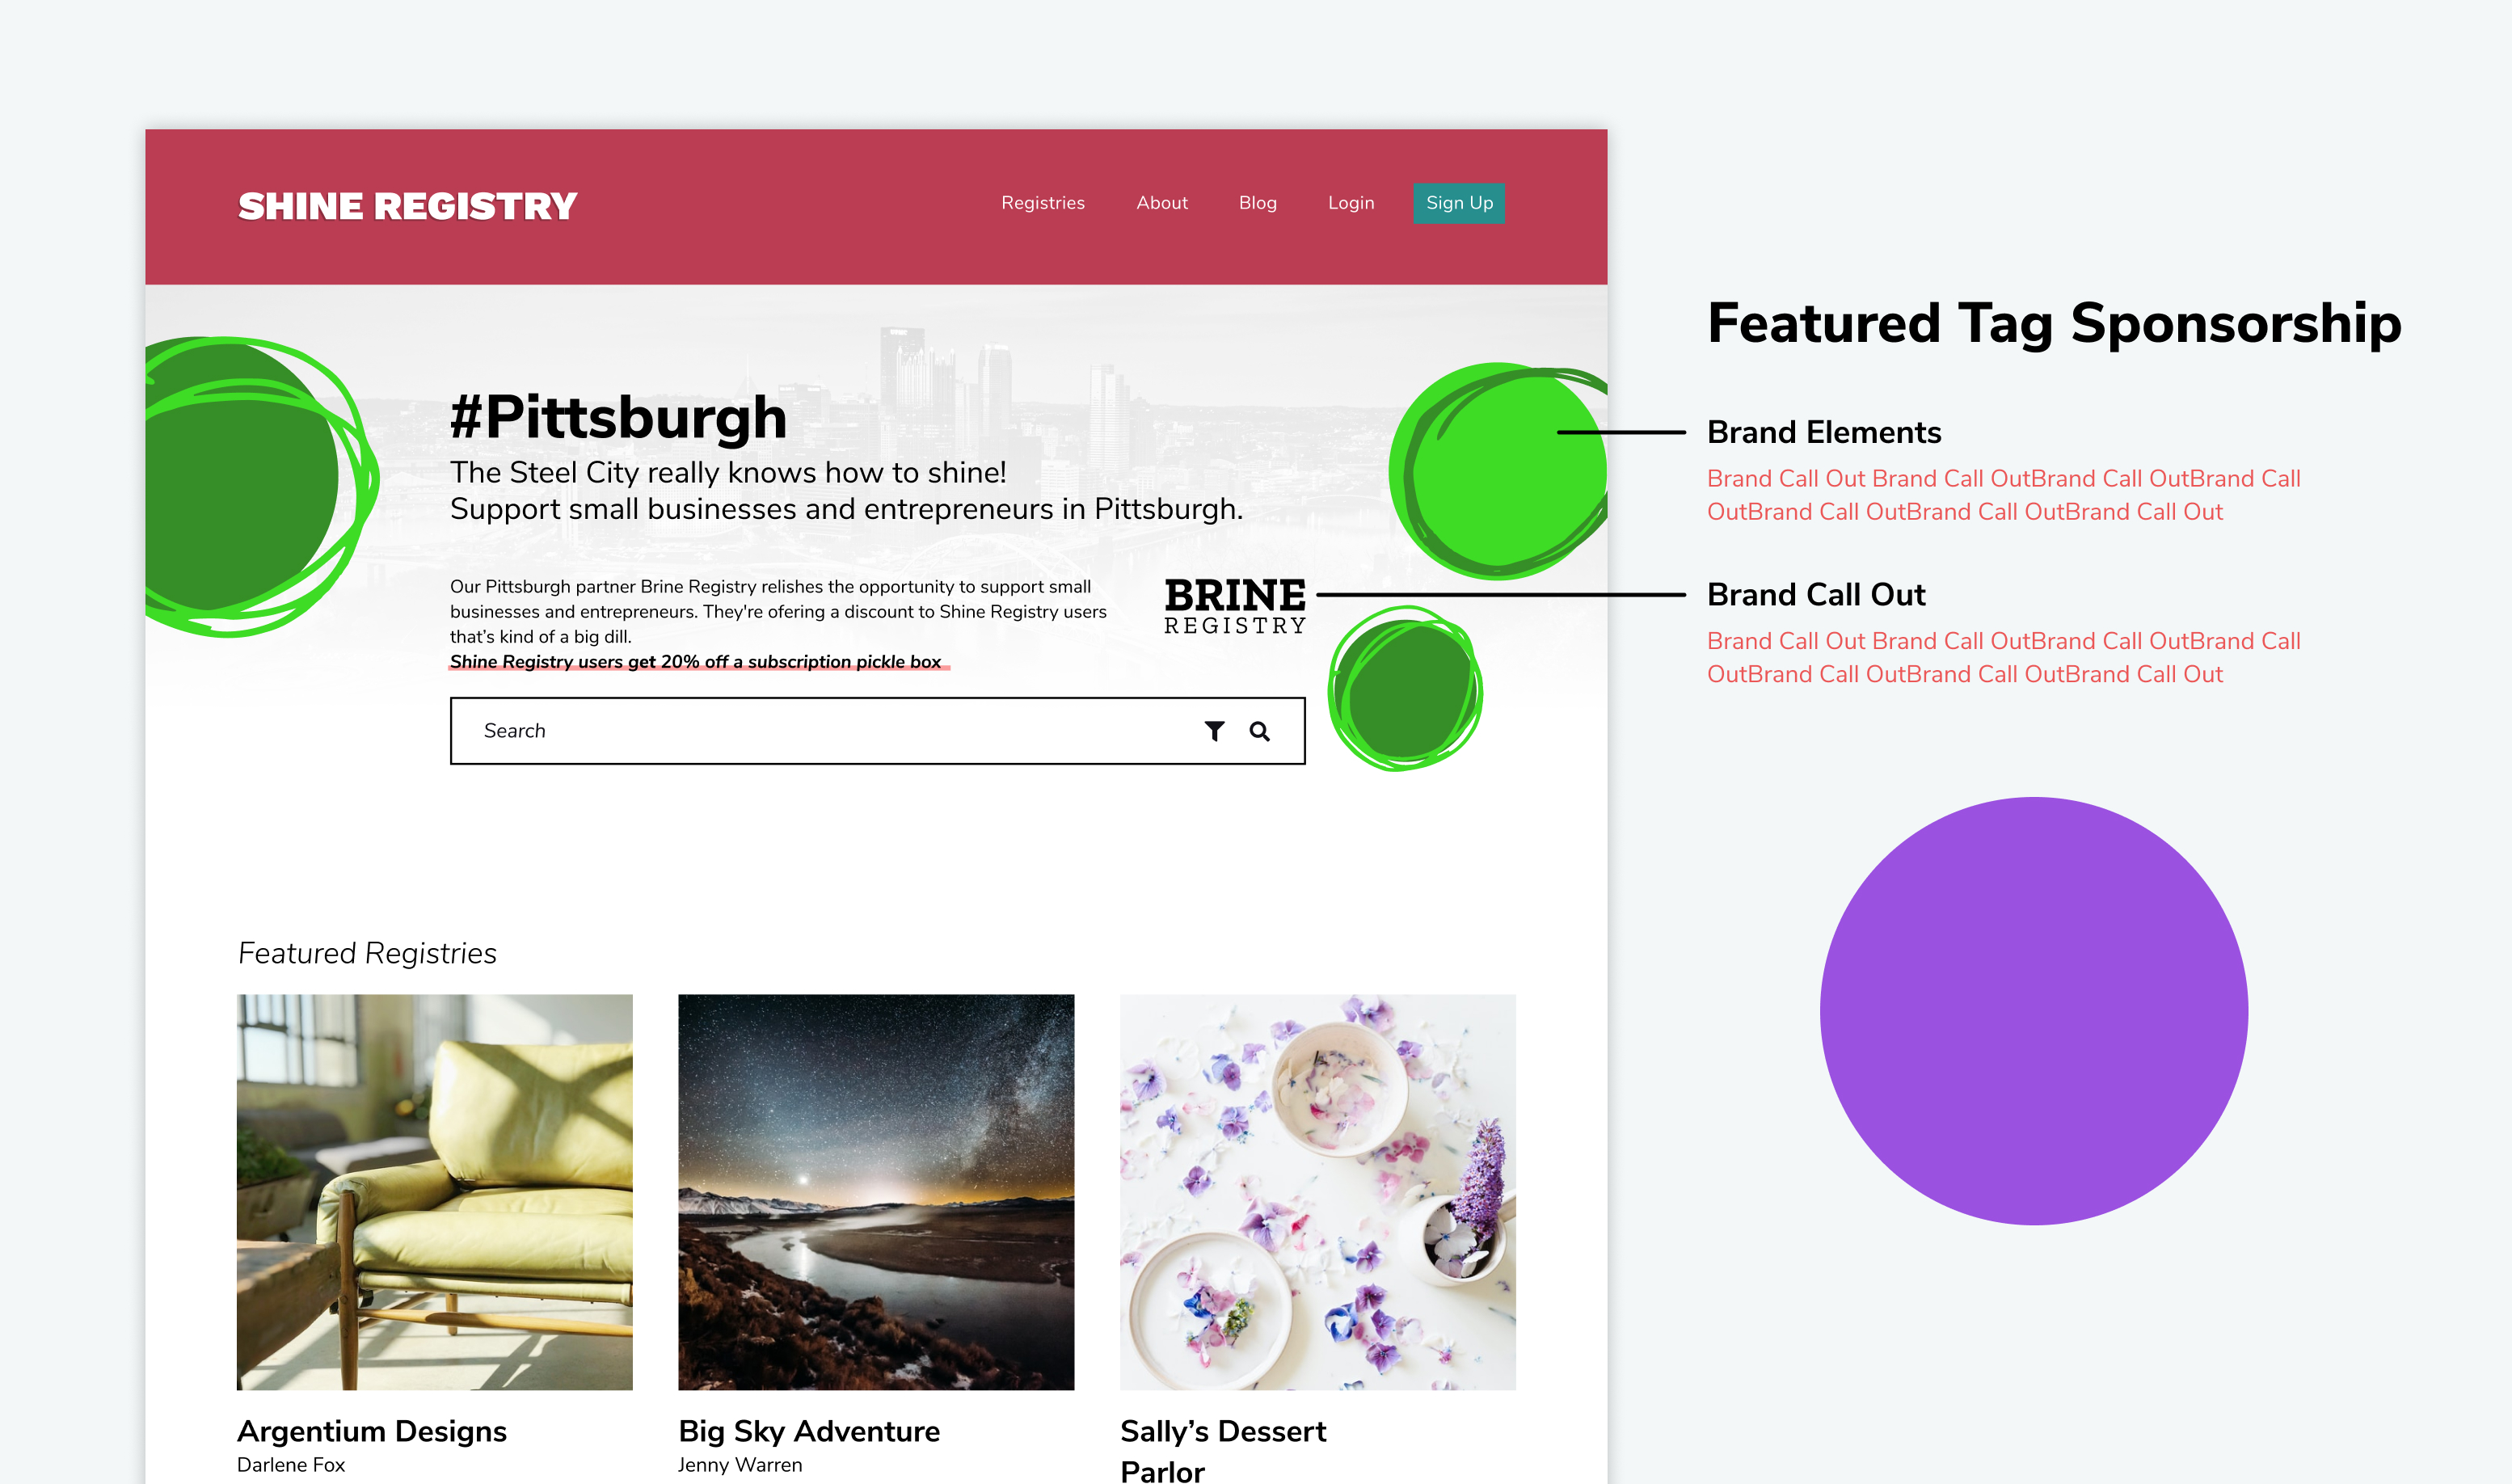 SHINE REGISTRY
Registries
About
Blog
Login
Sign Up
#Pittsburgh
The Steel City really knows how to shine!
Support small businesses and entrepreneurs in Pittsburgh.
Our Pittsburgh partner Brine Registry relishes the opportunity to support small
businesses and entrepreneurs. They're ofering a discount to Shine Registry users
that's kind of a big dill.
Shine Registry users get 20% off a subscription pickle box
BRINE
REGISTRY
Search
Featured Registries
Argentium Designs
Darlene Fox
Big Sky Adventure
Jenny Warren
Sally's Dessert
Parlor
Featured Tag Sponsorship
Brand Elements
Brand Call Out Brand Call OutBrand Call OutBrand Call
OutBrand Call OutBrand Call OutBrand Call Out
Brand Call Out
Brand Call Out Brand Call OutBrand Call OutBrand Call
OutBrand Call OutBrand Call OutBrand Call Out